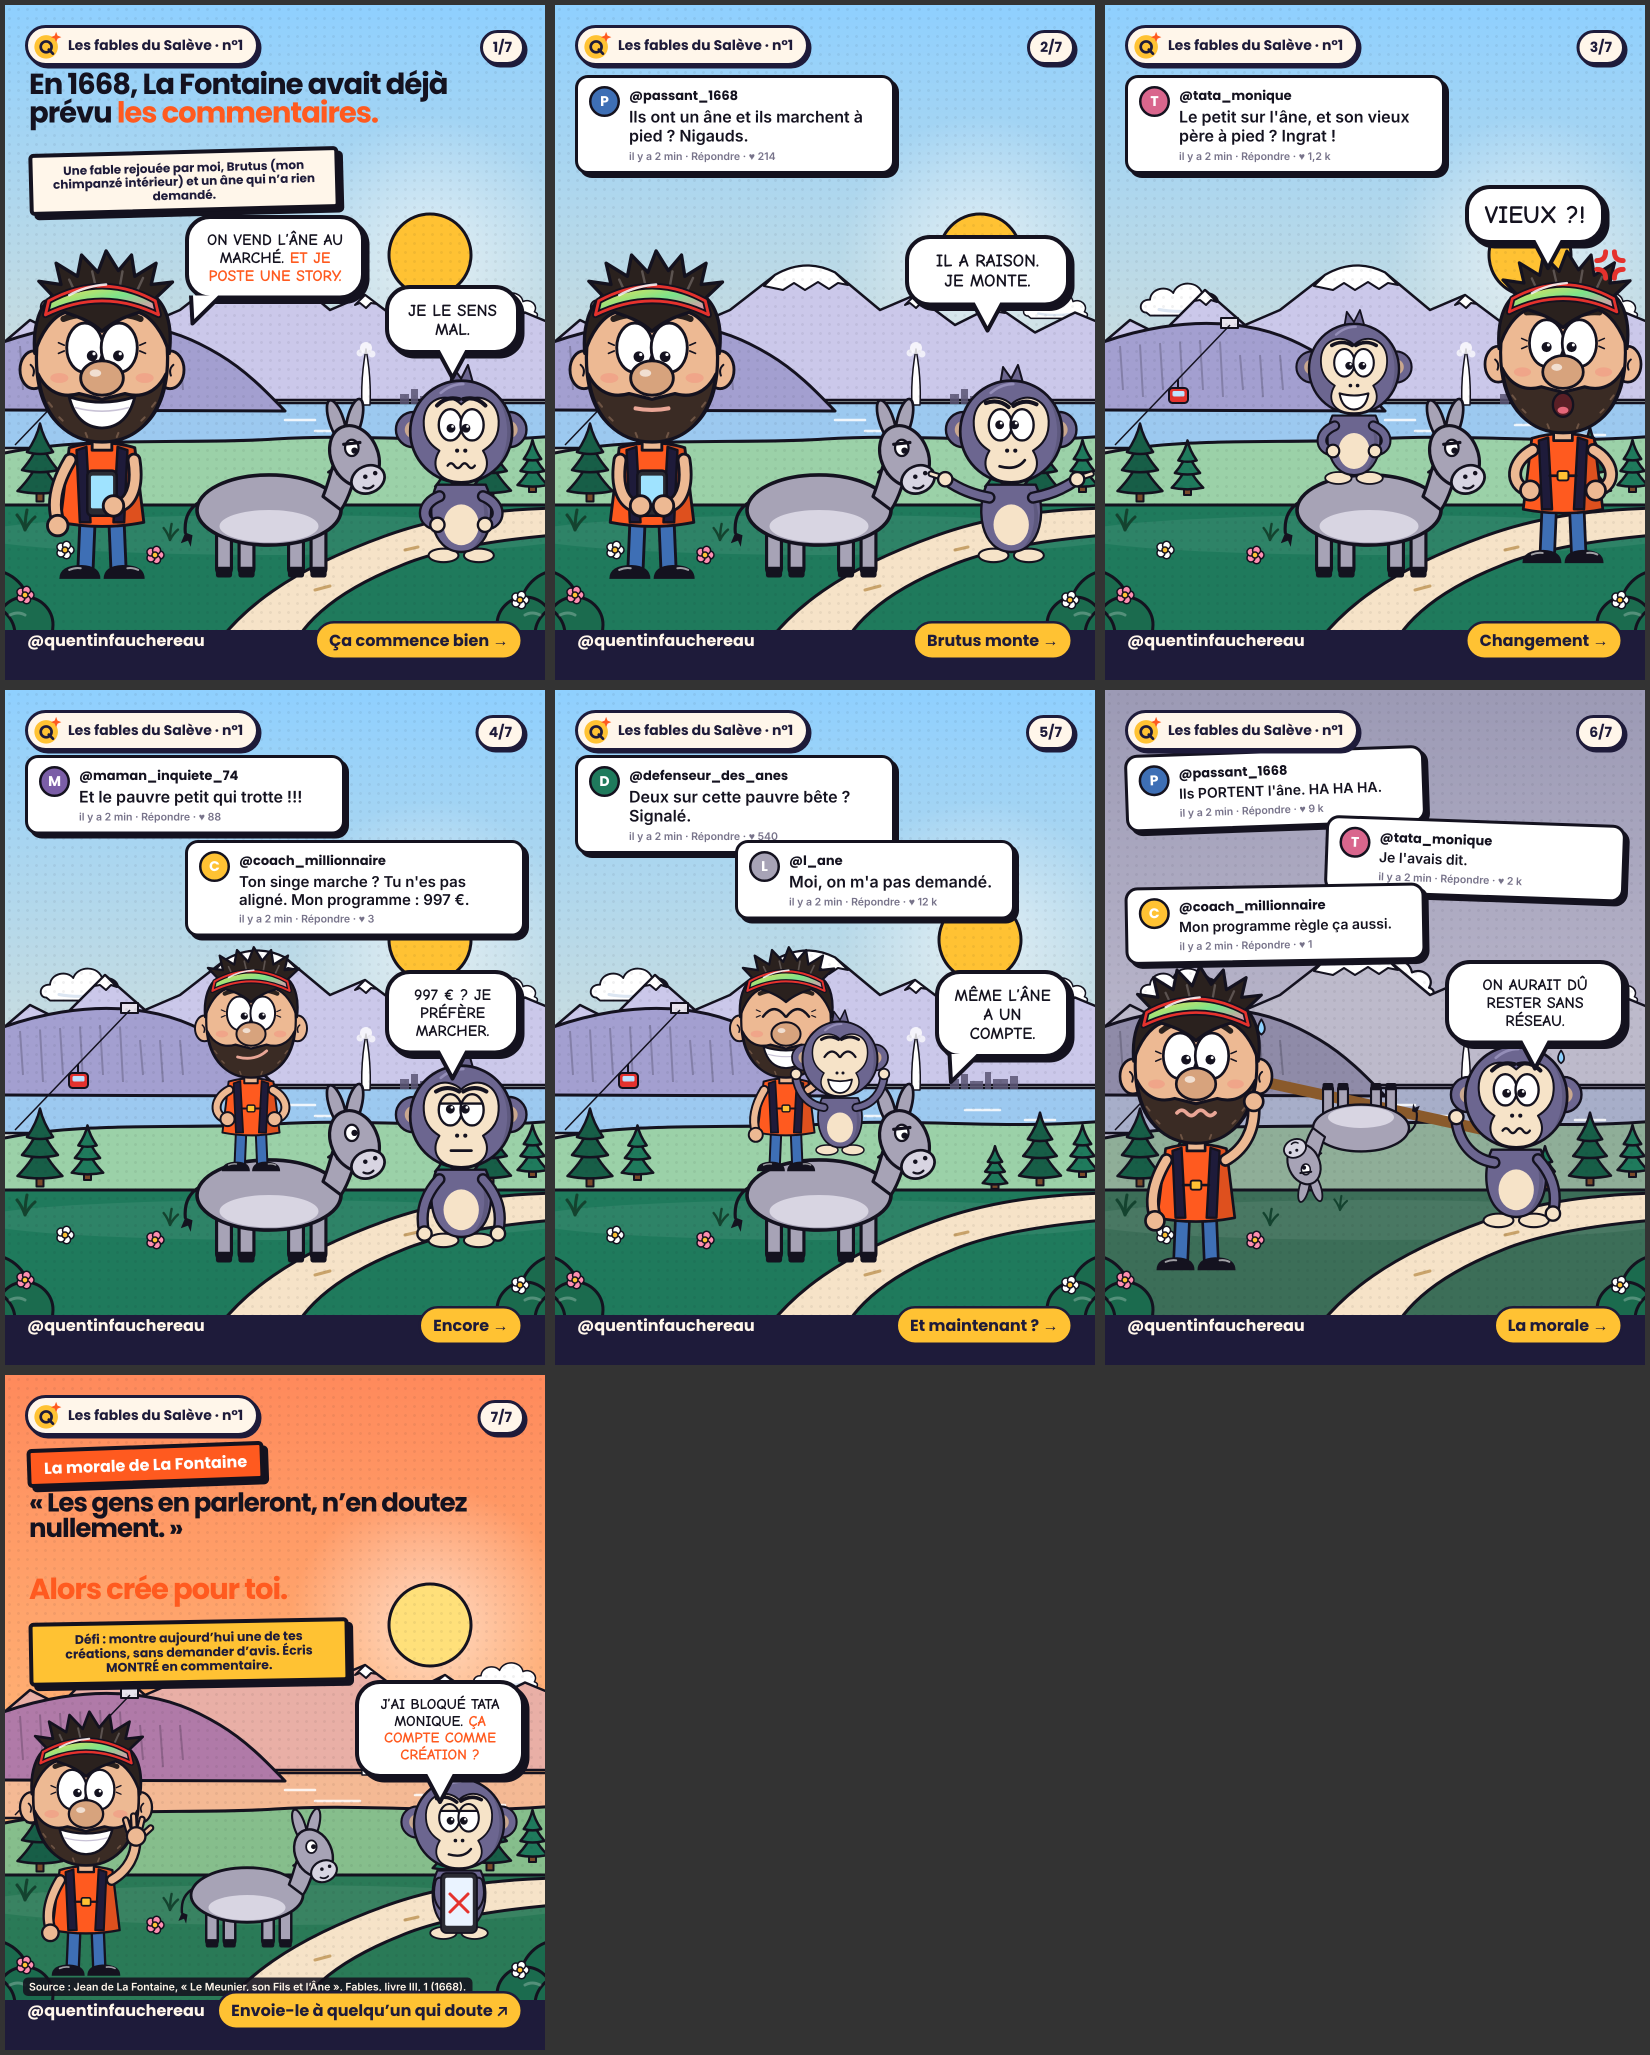 Les fables du Salève · n°1
1/7
En 1668, La Fontaine avait déjà
prévu les commentaires.
Une fable rejouée par moi, Brutus (mon
chimpanzé intérieur) et un âne qui n'a rien
demandé.
ON VEND L'ÂNE AU
MARCHÉ. ET JE
POSTE UNE STORY.
JE LE SENS
MAL.
@quentinfauchereau
Ça commence bien →
Les fables du Salève · n°1
2/7
P
@passant_1668
Ils ont un âne et ils marchent à
pied ? Nigauds.
il y a 2 min · Répondre · ♥ 214
IL A RAISON.
JE MONTE.
@quentinfauchereau
Brutus monte →
Les fables du Salève · n°1
3/7
T
@tata_monique
Le petit sur l'âne, et son vieux
père à pied ? Ingrat !
il y a 2 min · Répondre · ♥ 1,2 k
VIEUX ?!
@quentinfauchereau
Changement →
Les fables du Salève · n°1
4/7
M
@maman_inquiete_74
Et le pauvre petit qui trotte !!!
il y a 2 min · Répondre · ♥ 88
C
@coach_millionnaire
Ton singe marche ? Tu n'es pas
aligné. Mon programme : 997 €.
il y a 2 min · Répondre · ♥ 3
997 € ? JE
PRÉFÈRE
MARCHER.
@quentinfauchereau
Encore →
Les fables du Salève · n°1
5/7
D
@defenseur_des_anes
Deux sur cette pauvre bête ?
Signalé.
il y a 2 min · Répondre · ♥ 540
L
@l_ane
Moi, on m'a pas demandé.
il y a 2 min · Répondre · ♥ 12 k
MÊME L'ÂNE
A UN
COMPTE.
@quentinfauchereau
Et maintenant ? →
Les fables du Salève · n°1
6/7
P
@passant_1668
Ils PORTENT l'âne. HA HA HA.
il y a 2 min · Répondre · ♥ 9 k
T
@tata_monique
Je l'avais dit.
il y a 2 min · Répondre · ♥ 2 k
C
@coach_millionnaire
Mon programme règle ça aussi.
il y a 2 min · Répondre · ♥ 1
ON AURAIT DÛ
RESTER SANS
RÉSEAU.
@quentinfauchereau
La morale →
Les fables du Salève · n°1
7/7
La morale de La Fontaine
« Les gens en parleront, n'en doutez
nullement. »
Alors crée pour toi.
Défi : montre aujourd'hui une de tes
créations, sans demander d'avis. Écris
MONTRÉ en commentaire.
J'AI BLOQUÉ TATA
MONIQUE. ÇA
COMPTE COMME
CRÉATION ?
Source : Jean de La Fontaine, « Le Meunier, son Fils et l'Âne », Fables, livre III, 1 (1668).
@quentinfauchereau
Envoie-le à quelqu'un qui doute ↗